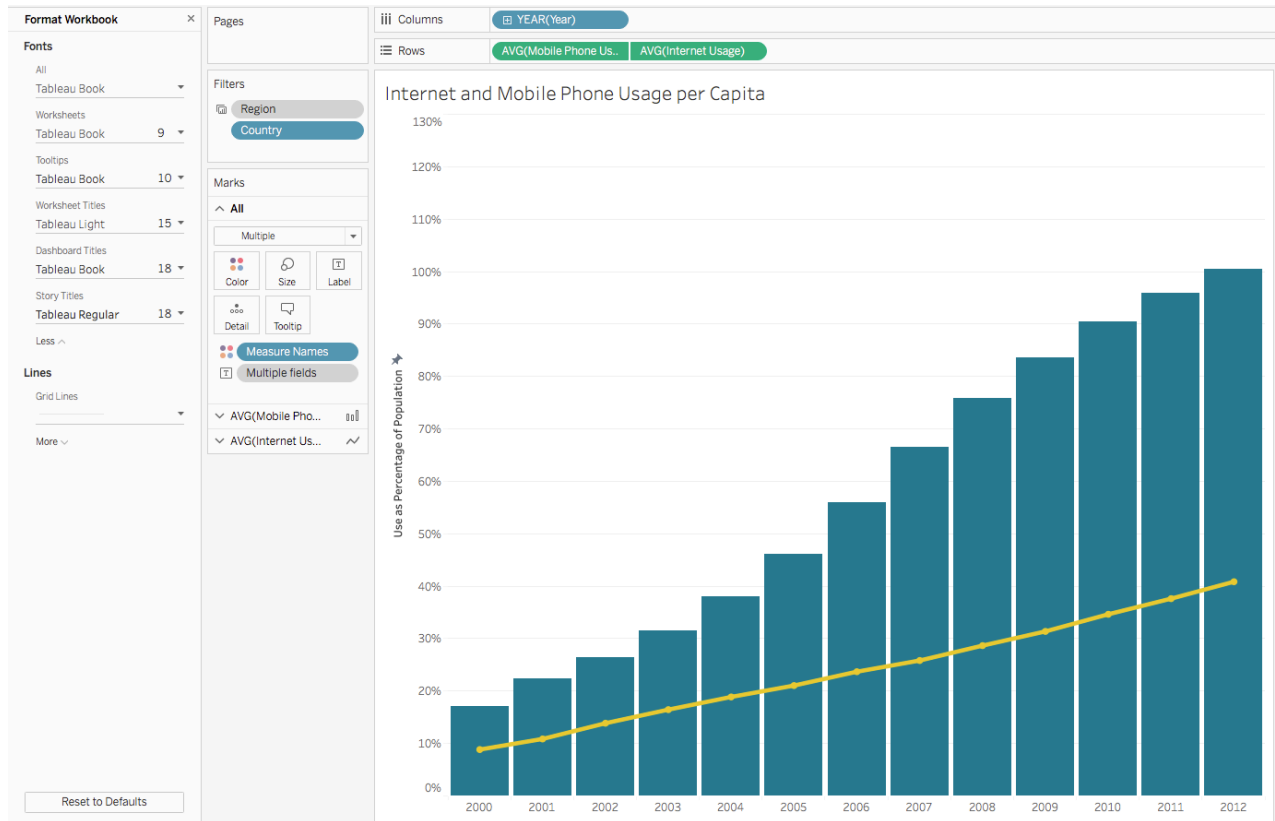 Format Workbook ×
Fonts
All
Tableau Book
Worksheets
Tableau Book 9
Tooltips
Tableau Book 10
Worksheet Titles
Tableau Light 15
Dashboard Titles
Tableau Book 18
Story Titles
Tableau Regular 18
Less
Lines
Grid Lines
More
Reset to Defaults
Pages
Filters
Region
Country
Marks
All
Multiple
Color Size Label
Detail Tooltip
Measure Names
Multiple fields
AVG(Mobile Pho...
AVG(Internet Us...
Columns YEAR(Year)
Rows AVG(Mobile Phone Us.. AVG(Internet Usage)
Internet and Mobile Phone Usage per Capita
Use as Percentage of Population
130%
120%
110%
100%
90%
80%
70%
60%
50%
40%
30%
20%
10%
0%
2000 2001 2002 2003 2004 2005 2006 2007 2008 2009 2010 2011 2012